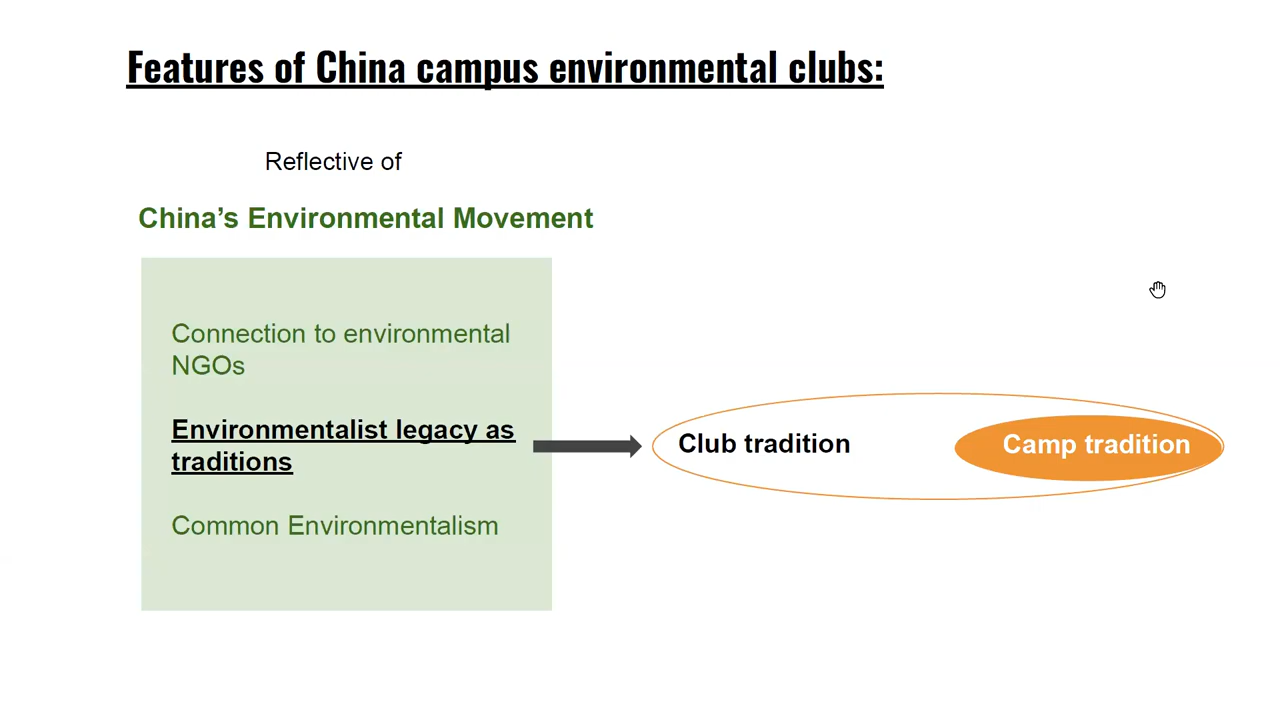 Features of China campus environmental clubs:
Reflective of
China’s Environmental Movement
Connection to environmental
NGOs
Environmentalist legacy as
traditions
Common Environmentalism
Club tradition
Camp tradition